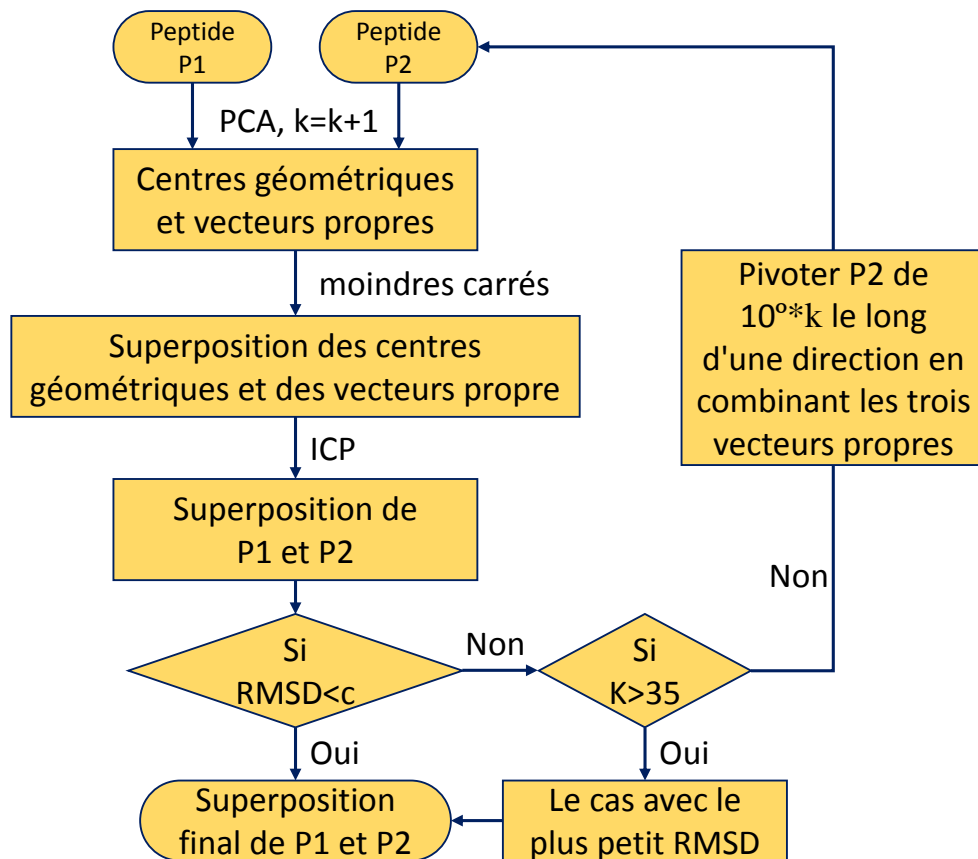 Peptide
P1
Peptide
P2
PCA, k=k+1
Centres géométriques
et vecteurs propres
moindres carrés
Superposition des centres
géométriques et des vecteurs propre
ICP
Superposition de
P1 et P2
Si
RMSD<c
Non
Si
K>35
Non
Pivoter P2 de
10º*k le long
d'une direction en
combinant les trois
vecteurs propres
Oui
Oui
Superposition
final de P1 et P2
Le cas avec le
plus petit RMSD